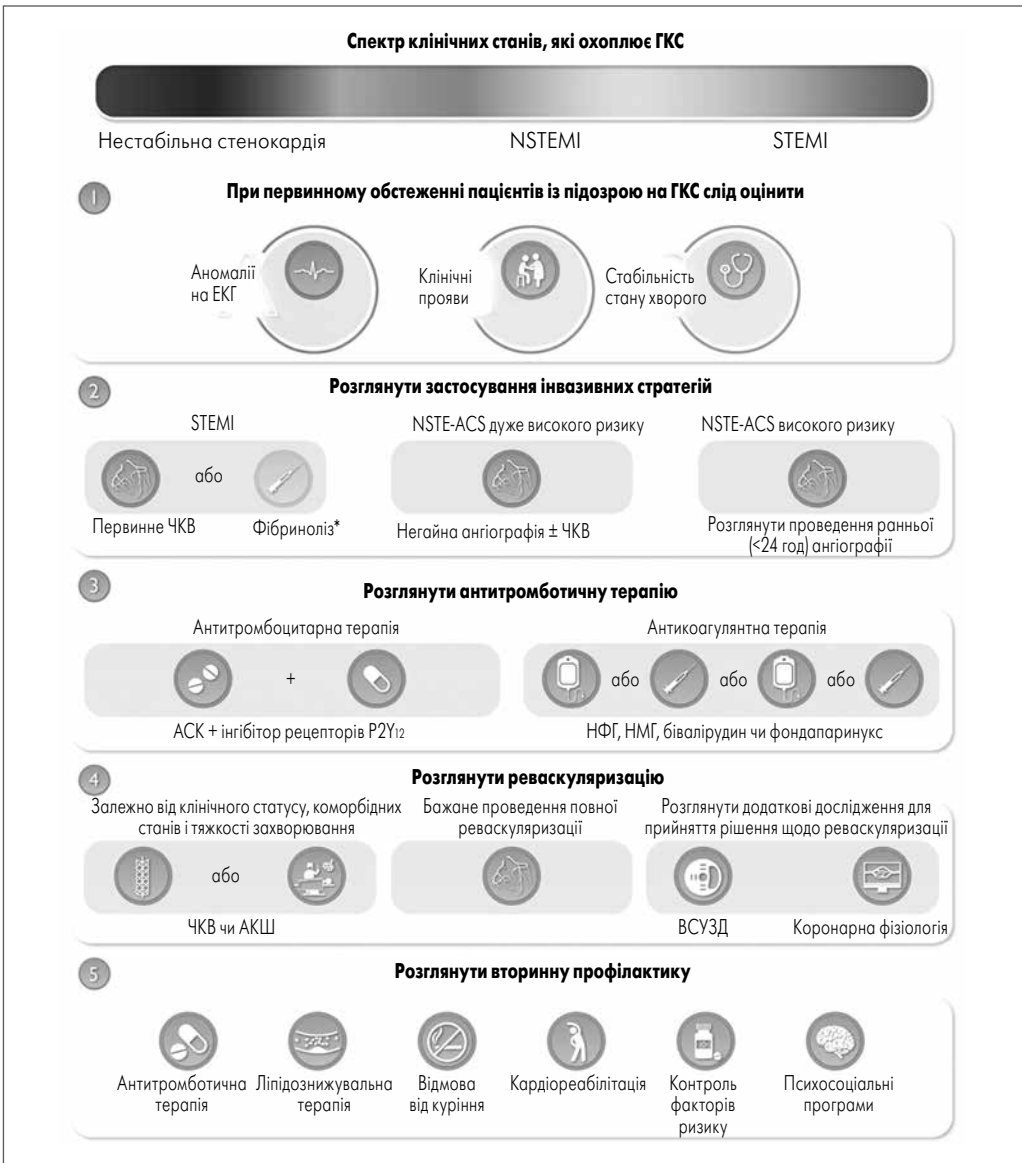 Спектр клінічних станів, які охоплює ГКС
Нестабільна стенокардія NSTEMI STEMI
1 При первинному обстеженні пацієнтів із підозрою на ГКС слід оцінити
Аномалії
на ЕКГ
Клінічні
прояви
Стабільність
стану хворого
2 Розглянути застосування інвазивних стратегій
STEMI
або
Первинне ЧКВ Фібриноліз*
NSTE-ACS дуже високого ризику
Негайна ангіографія ± ЧКВ
NSTE-ACS високого ризику
Розглянути проведення ранньої
(<24 год) ангіографії
3 Розглянути антитромботичну терапію
Антитромбоцитарна терапія
+
АСК + інгібітор рецепторів P2Y12
Антикоагулянтна терапія
або або або
НФГ, НМГ, бівалірудин чи фондапаринукс
4 Розглянути реваскуляризацію
Залежно від клінічного статусу, коморбідних
станів і тяжкості захворювання
або
ЧКВ чи АКШ
Бажане проведення повної
реваскуляризації
Розглянути додаткові дослідження для
прийняття рішення щодо реваскуляризації
ВСУЗД Коронарна фізіологія
5 Розглянути вторинну профілактику
Антитромботична
терапія
Ліпідознижувальна
терапія
Відмова
від куріння
Кардіореабілітація
Контроль
факторів
ризику
Психосоціальні
програми